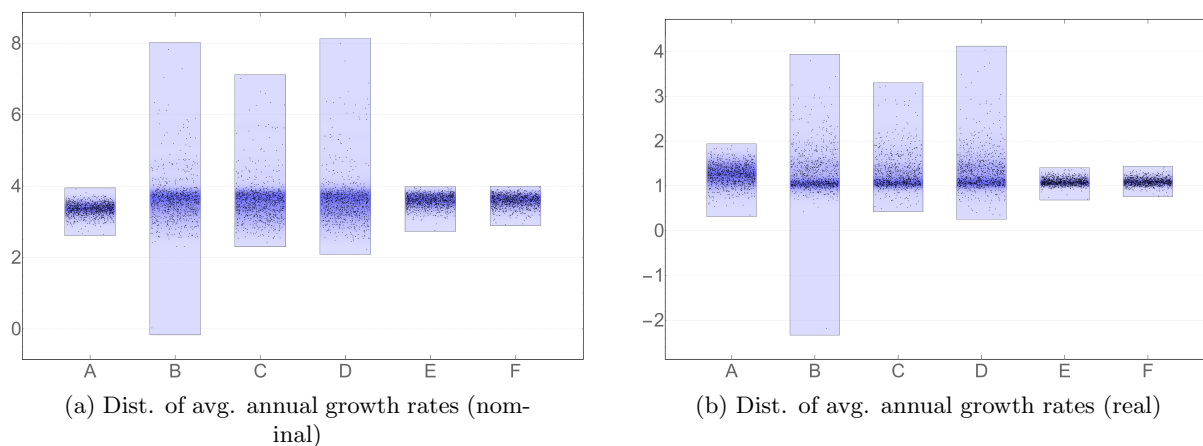 8
6
4
2
0
A B C D E F
(a) Dist. of avg. annual growth rates (nom-
inal)
4
3
2
1
0
−1
−2
A B C D E F
(b) Dist. of avg. annual growth rates (real)